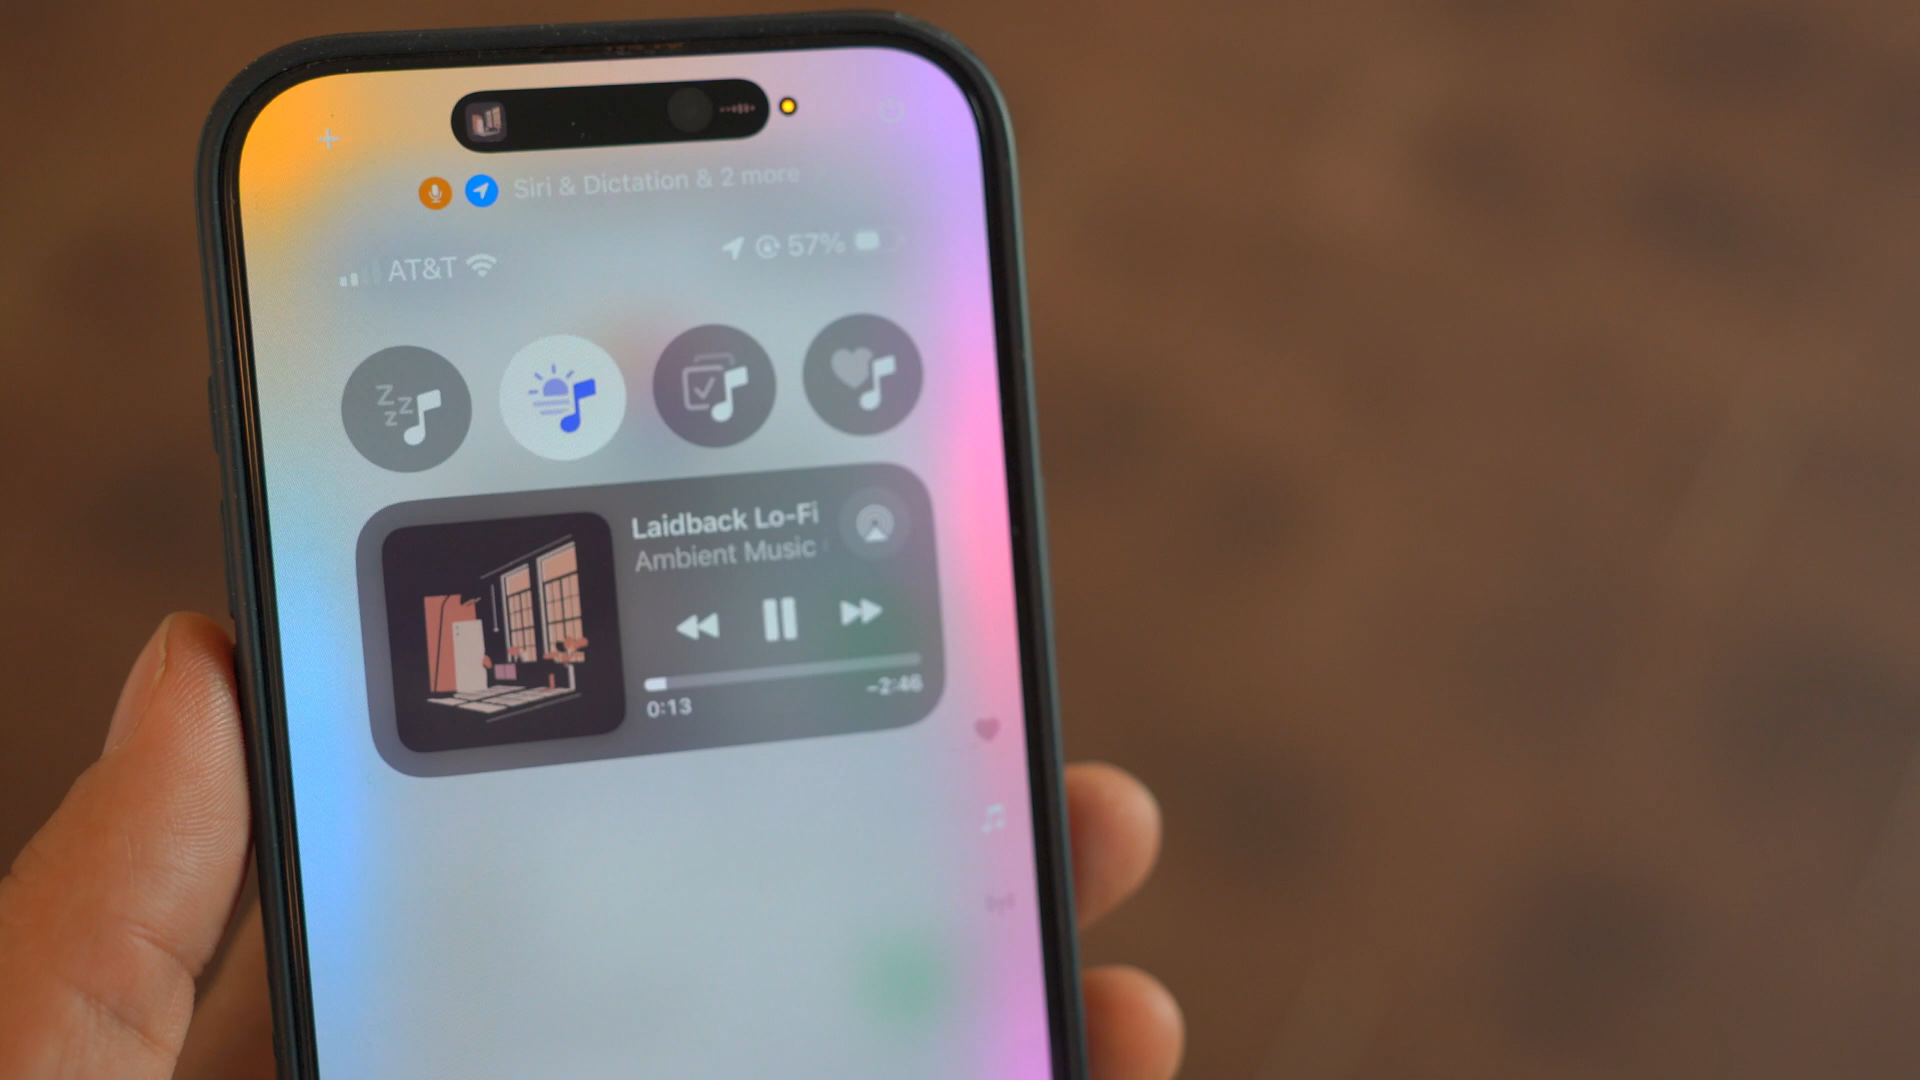 Siri & Dictation & 2 more
AT&T
57%
Laidback Lo-Fi
Ambient Music
0:13
-2:46